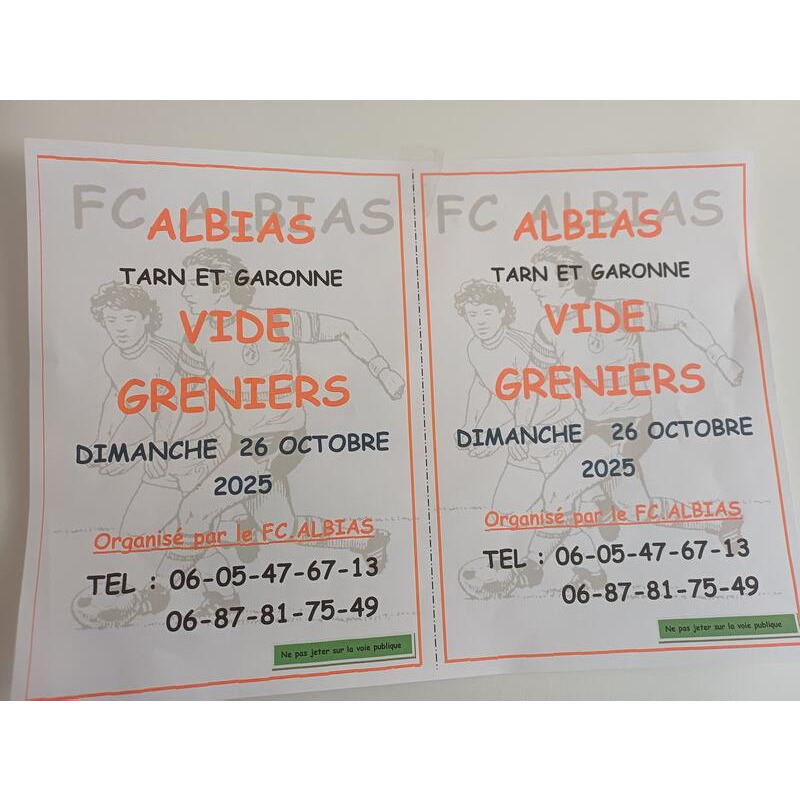 FC ALBIAS
ALBIAS
TARN ET GARONNE
VIDE
GRENIERS
DIMANCHE 26 OCTOBRE
2025
Organisé par le FC.ALBIAS
TEL : 06-05-47-67-13
06-87-81-75-49
Ne pas jeter sur la voie publique
FC ALBIAS
ALBIAS
TARN ET GARONNE
VIDE
GRENIERS
DIMANCHE 26 OCTOBRE
2025
Organisé par le FC.ALBIAS
TEL : 06-05-47-67-13
06-87-81-75-49
Ne pas jeter sur la voie publique